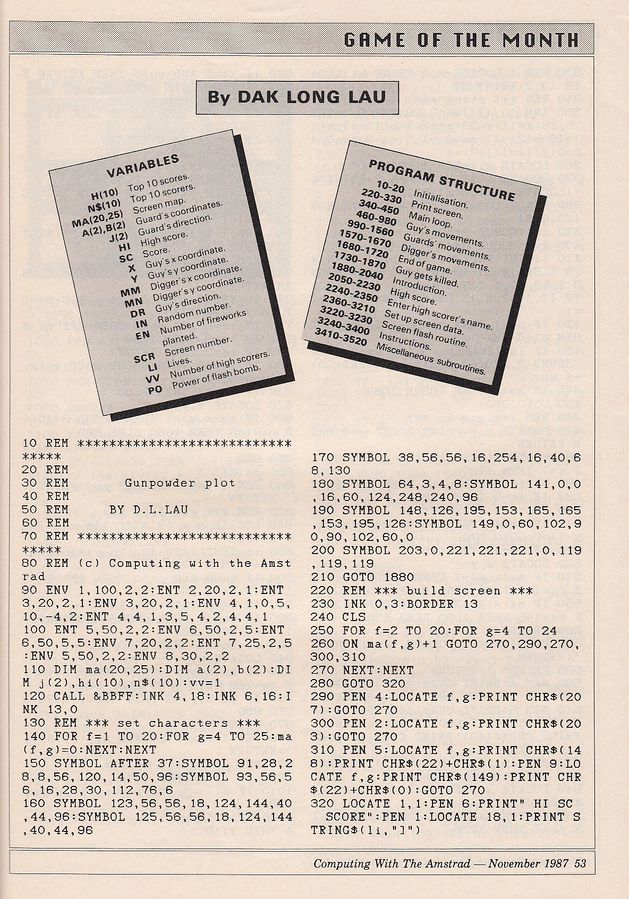 GAME OF THE MONTH
By DAK LONG LAU
VARIABLES
H(10) Top 10 scores.
N$(10) Top 10 scorers.
MA(20,25) Screen map.
A(2),B(2) Guard's coordinates.
J(2) Guard's direction.
HI High score.
SC Score.
X Guy's x coordinate.
Y Guy's y coordinate.
MM Digger's x coordinate.
MN Digger's y coordinate.
DR Guy's direction.
IN Random number.
EN Number of fireworks
planted.
SCR Screen number.
LI Lives.
VV Number of high scorers.
PO Power of flash bomb.
PROGRAM STRUCTURE
10-20 Initialisation.
220-330 Print screen.
340-450 Main loop.
460-980 Guy's movements.
990-1560 Guards' movements.
1570-1670 Digger's movements.
1680-1720 End of game.
1730-1870 Guy gets killed.
1880-2040 Introduction.
2050-2230 High score.
2240-2350 Enter high scorer's name.
2360-3210 Set up screen data.
3220-3230 Screen flash routine.
3240-3400 Instructions.
3410-3520 Miscellaneous subroutines.
10 REM ***************************
*****
20 REM
30 REM Gunpowder plot
40 REM
50 REM BY D.L.LAU
60 REM
70 REM ***************************
*****
80 REM (c) Computing with the Amst
rad
90 ENV 1,100,2,2:ENT 2,20,2,1:ENT
3,20,2,1:ENV 3,20,2,1:ENV 4,1,0,5,
10,-4,2:ENT 4,4,1,3,5,4,2,4,4,1
100 ENT 5,50,2,2:ENV 6,50,2,5:ENT
6,50,5,5:ENV 7,20,2,2:ENT 7,25,2,5
:ENV 5,50,2,2:ENV 8,30,2,2
110 DIM ma(20,25):DIM a(2),b(2):DI
M j(2),hi(10),n$(10):vv=1
120 CALL &BBFF:INK 4,18:INK 6,16:I
NK 13,0
130 REM *** set characters ***
140 FOR f=1 TO 20:FOR g=4 TO 25:ma
(f,g)=0:NEXT:NEXT
150 SYMBOL AFTER 37:SYMBOL 91,28,2
8,8,56,120,14,50,96:SYMBOL 93,56,5
6,16,28,30,112,76,6
160 SYMBOL 123,56,56,18,124,144,40
,44,96:SYMBOL 125,56,56,18,124,144
,40,44,96
170 SYMBOL 38,56,56,16,254,16,40,6
8,130
180 SYMBOL 64,3,4,8:SYMBOL 141,0,0
,16,60,124,248,240,96
190 SYMBOL 148,126,195,153,165,165
,153,195,126:SYMBOL 149,0,60,102,9
0,90,102,60,0
200 SYMBOL 203,0,221,221,221,0,119
,119,119
210 GOTO 1880
220 REM *** build screen ***
230 INK 0,3:BORDER 13
240 CLS
250 FOR f=2 TO 20:FOR g=4 TO 24
260 ON ma(f,g)+1 GOTO 270,290,270,
300,310
270 NEXT:NEXT
280 GOTO 320
290 PEN 4:LOCATE f,g:PRINT CHR$(20
7):GOTO 270
300 PEN 2:LOCATE f,g:PRINT CHR$(20
3):GOTO 270
310 PEN 5:LOCATE f,g:PRINT CHR$(14
8):PRINT CHR$(22)+CHR$(1):PEN 9:LO
CATE f,g:PRINT CHR$(149):PRINT CHR
$(22)+CHR$(0):GOTO 270
320 LOCATE 1,1:PEN 6:PRINT" HI SC
SCORE":PEN 1:LOCATE 18,1:PRINT S
TRING$(li,"]")
Computing With The Amstrad — November 1987 53